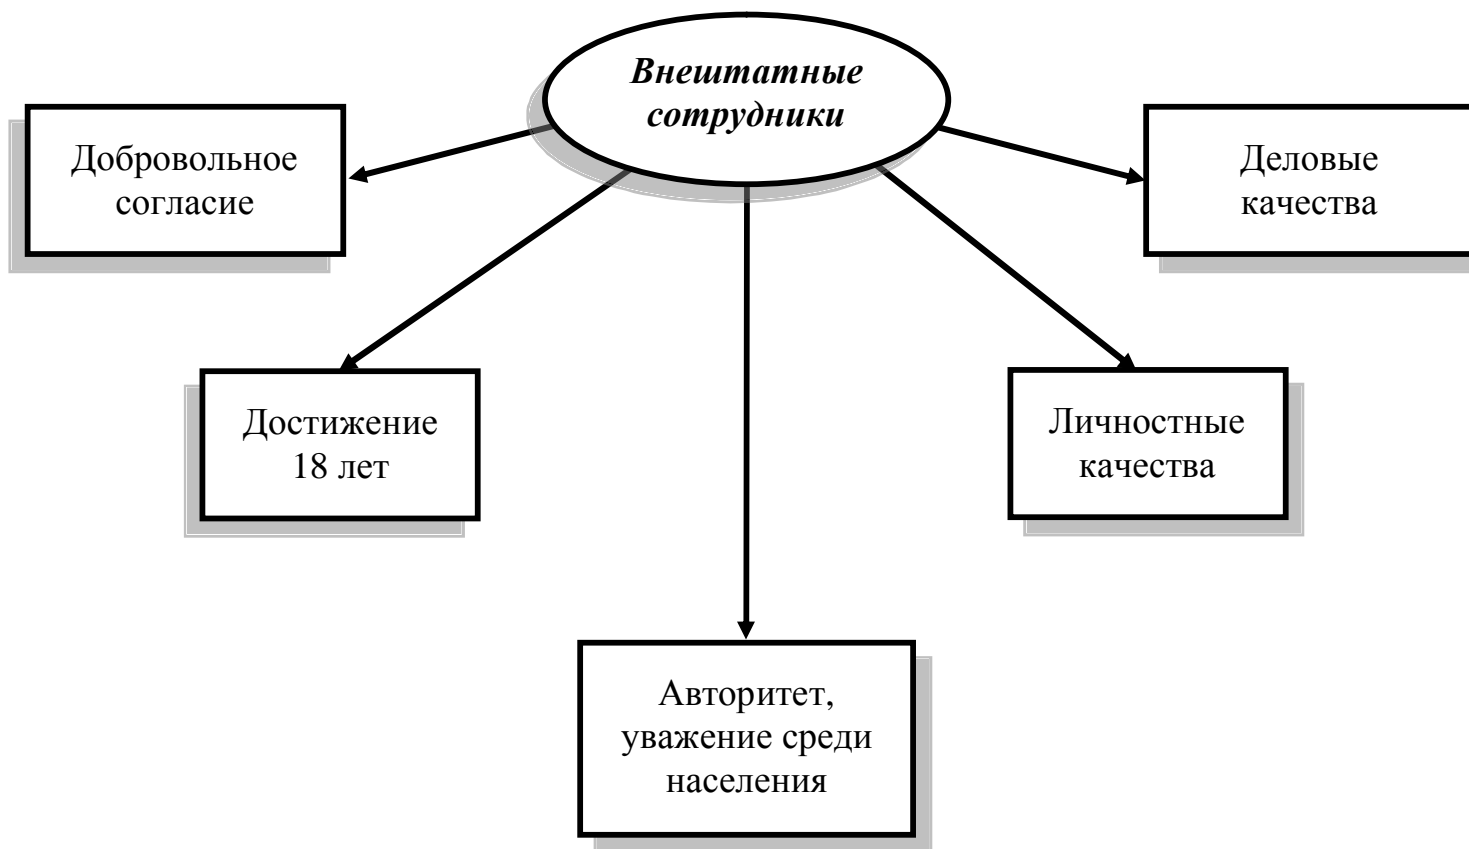 Внештатные
сотрудники
Добровольное
согласие
Деловые
качества
Достижение
18 лет
Личностные
качества
Авторитет,
уважение среди
населения